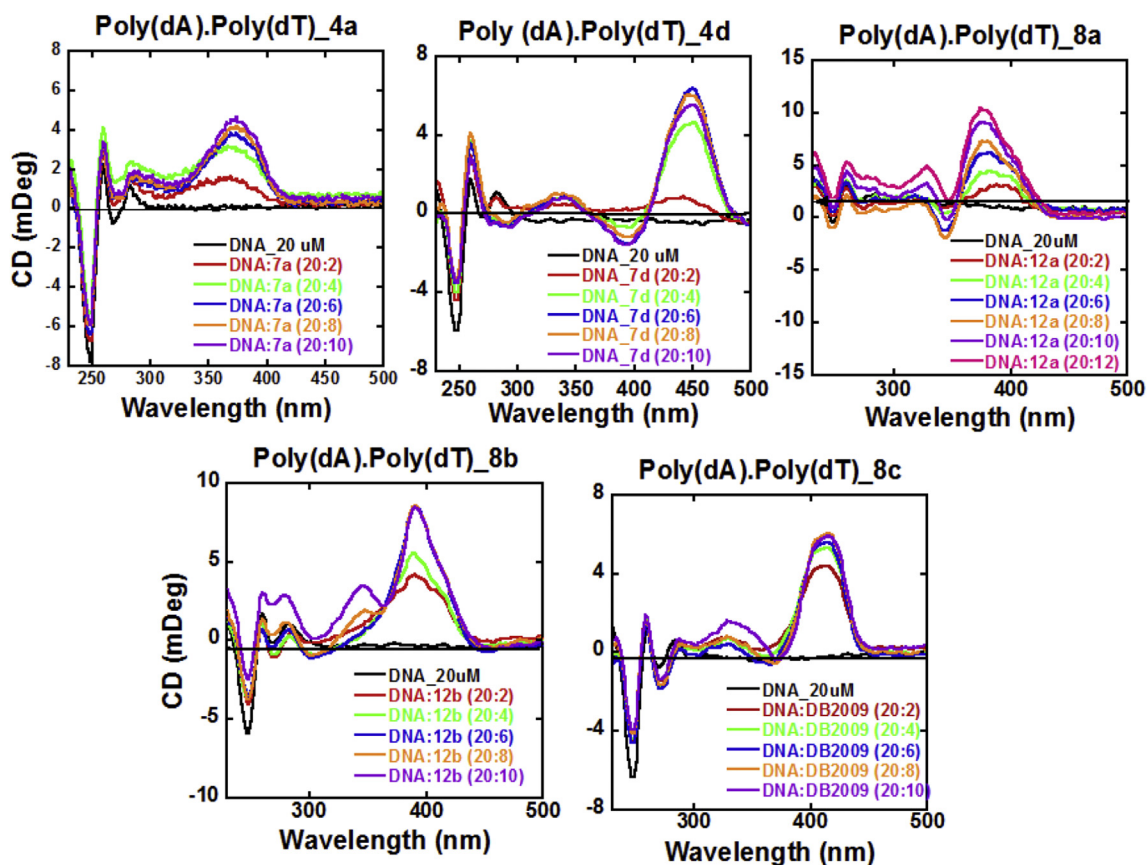 Poly(dA).Poly(dT)_4a
CD (mDeg)
8
6
4
2
0
-2
-4
-6
-8
DNA_20 uM
DNA:7a (20:2)
DNA:7a (20:4)
DNA:7a (20:6)
DNA:7a (20:8)
DNA:7a (20:10)
250 300 350 400 450 500
Wavelength (nm)
Poly (dA).Poly(dT)_4d
8
4
0
-4
-8
DNA_20 uM
DNA_7d (20:2)
DNA_7d (20:4)
DNA_7d (20:6)
DNA_7d (20:8)
DNA_7d (20:10)
250 300 350 400 450 500
Wavelength (nm)
Poly(dA).Poly(dT)_8a
15
10
5
0
-5
-10
-15
DNA_20uM
DNA:12a (20:2)
DNA:12a (20:4)
DNA:12a (20:6)
DNA:12a (20:8)
DNA:12a (20:10)
DNA:12a (20:12)
300 400 500
Wavelength (nm)
Poly(dA).Poly(dT)_8b
CD (mDeg)
10
5
0
-5
-10
DNA_20uM
DNA:12b (20:2)
DNA:12b (20:4)
DNA:12b (20:6)
DNA:12b (20:8)
DNA:12b (20:10)
300 400 500
Wavelength (nm)
Poly(dA).Poly(dT)_8c
8
4
0
-4
-8
DNA_20uM
DNA:DB2009 (20:2)
DNA:DB2009 (20:4)
DNA:DB2009 (20:6)
DNA:DB2009 (20:8)
DNA:DB2009 (20:10)
300 400 500
Wavelength (nm)